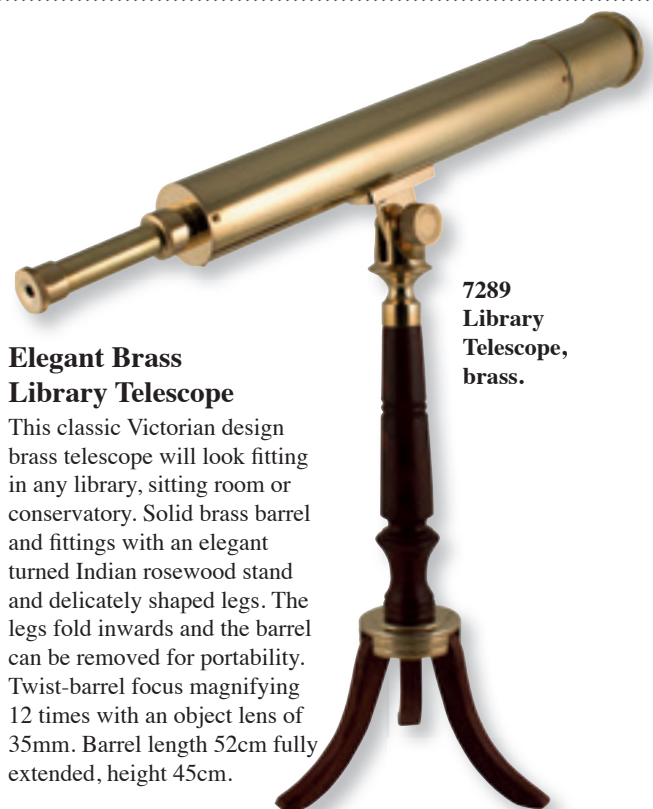 7289
Library
Telescope,
brass.
Elegant Brass
Library Telescope
This classic Victorian design
brass telescope will look fitting
in any library, sitting room or
conservatory. Solid brass barrel
and fittings with an elegant
turned Indian rosewood stand
and delicately shaped legs. The
legs fold inwards and the barrel
can be removed for portability.
Twist-barrel focus magnifying
12 times with an object lens of
35mm. Barrel length 52cm fully
extended, height 45cm.